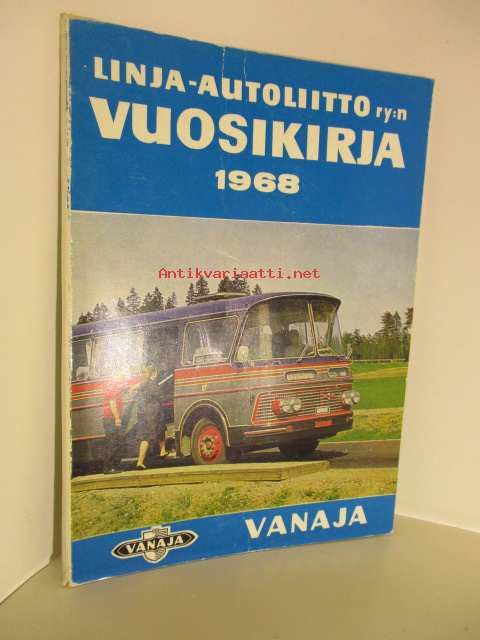 LINJA-AUTOLIITTO ry:n
VUOSIKIRJA
1968
Antikvariaatti.net
VANAJA
VANAJA